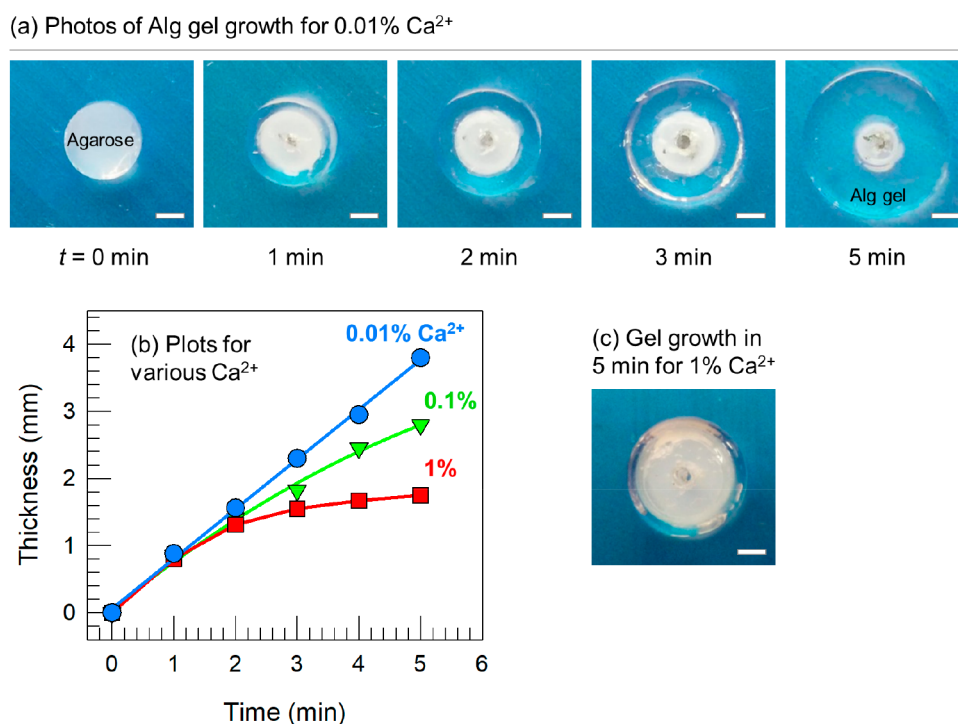 (a) Photos of Alg gel growth for 0.01% Ca²⁺
Agarose
Alg gel
t = 0 min
1 min
2 min
3 min
5 min
(b) Plots for
various Ca²⁺
0.01% Ca²⁺
0.1%
1%
4
3
2
1
0
Thickness (mm)
0
1
2
3
4
5
6
Time (min)
(c) Gel growth in
5 min for 1% Ca²⁺